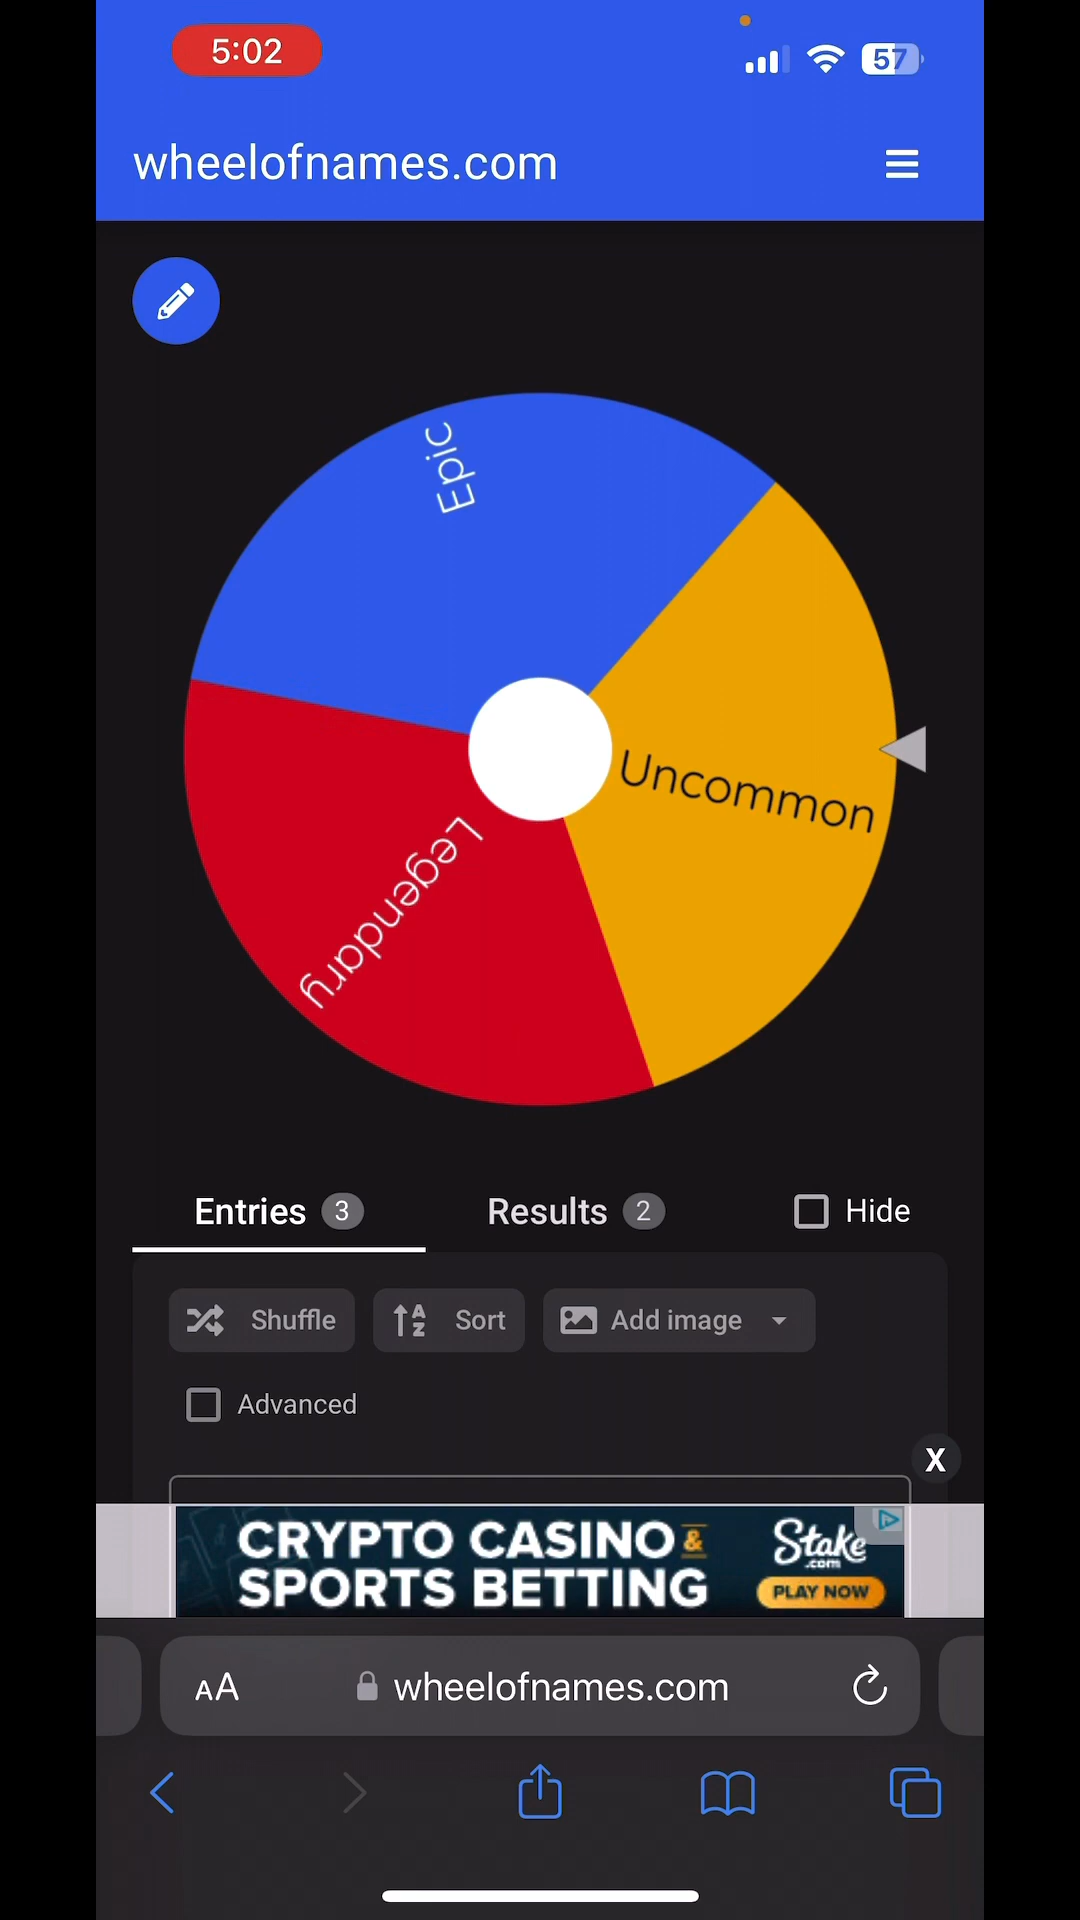 5:02
57
wheelofnames.com
Epic
Uncommon
Legendary
Entries 3
Results 2
Hide
Shuffle
Sort
Add image
Advanced
X
CRYPTO CASINO &
SPORTS BETTING
Stake
.com
PLAY NOW
AA
wheelofnames.com